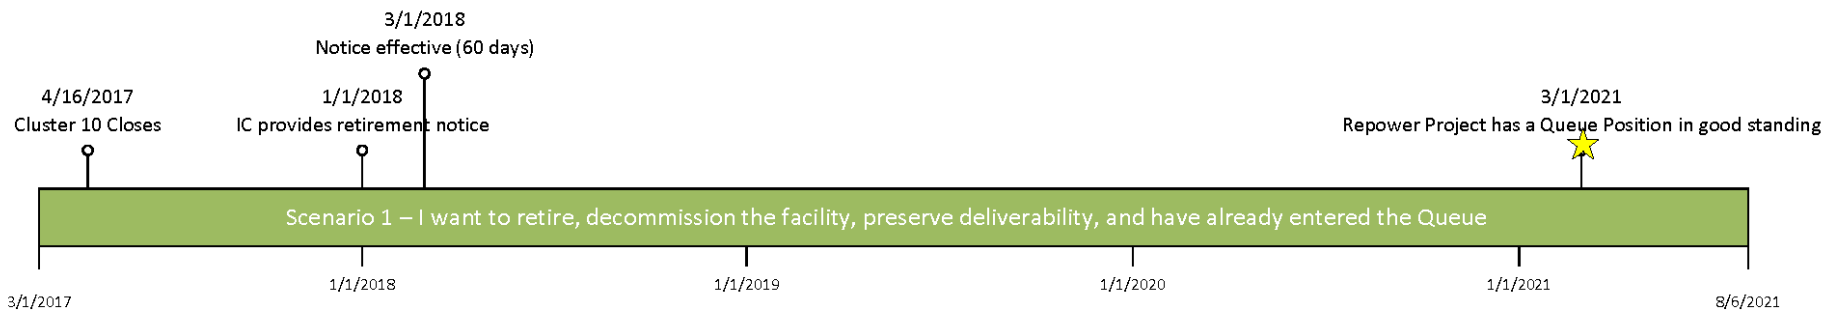 3/1/2018
Notice effective (60 days)
4/16/2017
Cluster 10 Closes
1/1/2018
IC provides retirement notice
3/1/2021
Repower Project has a Queue Position in good standing
Scenario 1 – I want to retire, decommission the facility, preserve deliverability, and have already entered the Queue
3/1/2017
1/1/2018
1/1/2019
1/1/2020
1/1/2021
8/6/2021